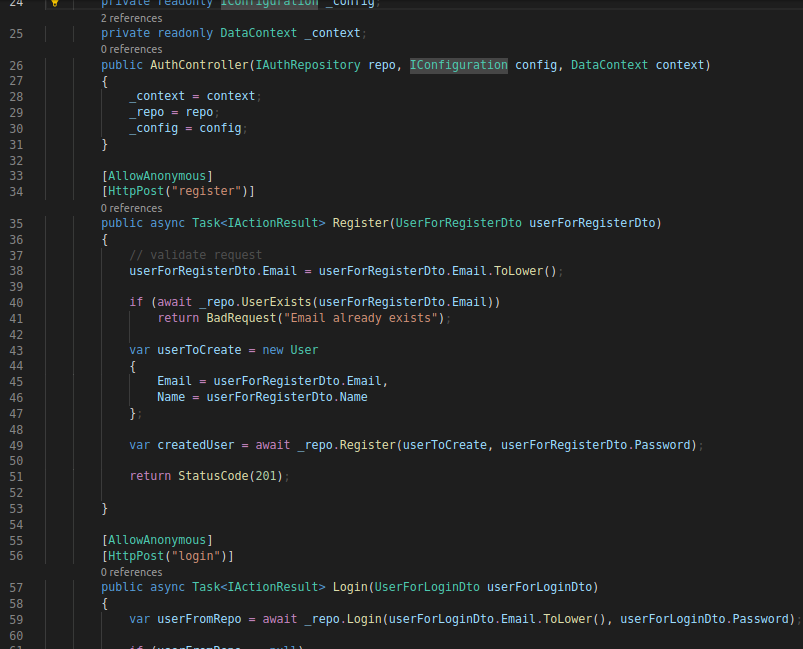 24 private readonly IConfiguration _config;
2 references
25 private readonly DataContext _context;
0 references
26 public AuthController(IAuthRepository repo, IConfiguration config, DataContext context)
27 {
28 _context = context;
29 _repo = repo;
30 _config = config;
31 }
32
33 [AllowAnonymous]
34 [HttpPost("register")]
0 references
35 public async Task<IActionResult> Register(UserForRegisterDto userForRegisterDto)
36 {
37 // validate request
38 userForRegisterDto.Email = userForRegisterDto.Email.ToLower();
39
40 if (await _repo.UserExists(userForRegisterDto.Email))
41 return BadRequest("Email already exists");
42
43 var userToCreate = new User
44 {
45 Email = userForRegisterDto.Email,
46 Name = userForRegisterDto.Name
47 };
48
49 var createdUser = await _repo.Register(userToCreate, userForRegisterDto.Password);
50
51 return StatusCode(201);
52
53 }
54
55 [AllowAnonymous]
56 [HttpPost("login")]
0 references
57 public async Task<IActionResult> Login(UserForLoginDto userForLoginDto)
58 {
59 var userFromRepo = await _repo.Login(userForLoginDto.Email.ToLower(), userForLoginDto.Password);
60
61 if (userFromRepo == null)